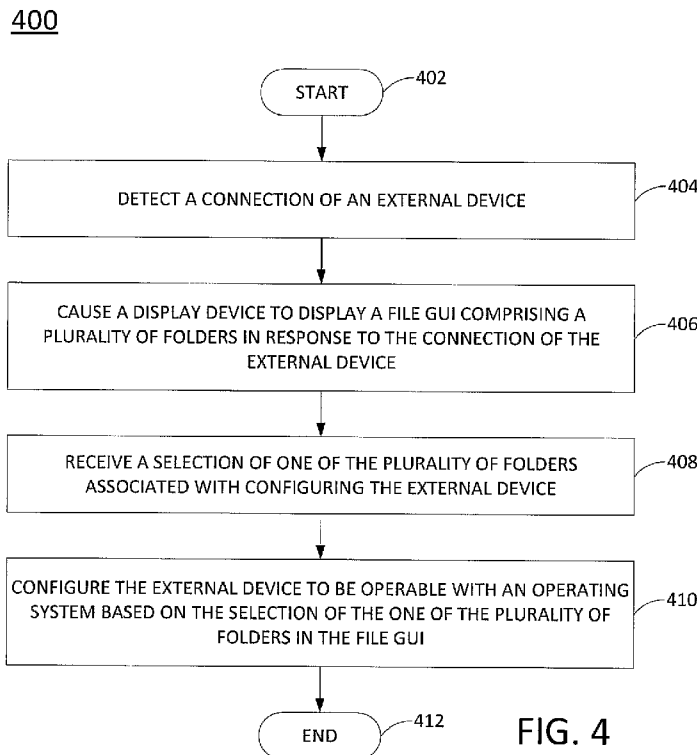 400
START
402
DETECT A CONNECTION OF AN EXTERNAL DEVICE
404
CAUSE A DISPLAY DEVICE TO DISPLAY A FILE GUI COMPRISING A
PLURALITY OF FOLDERS IN RESPONSE TO THE CONNECTION OF THE
EXTERNAL DEVICE
406
RECEIVE A SELECTION OF ONE OF THE PLURALITY OF FOLDERS
ASSOCIATED WITH CONFIGURING THE EXTERNAL DEVICE
408
CONFIGURE THE EXTERNAL DEVICE TO BE OPERABLE WITH AN OPERATING
SYSTEM BASED ON THE SELECTION OF THE ONE OF THE PLURALITY OF
FOLDERS IN THE FILE GUI
410
END
412
FIG. 4